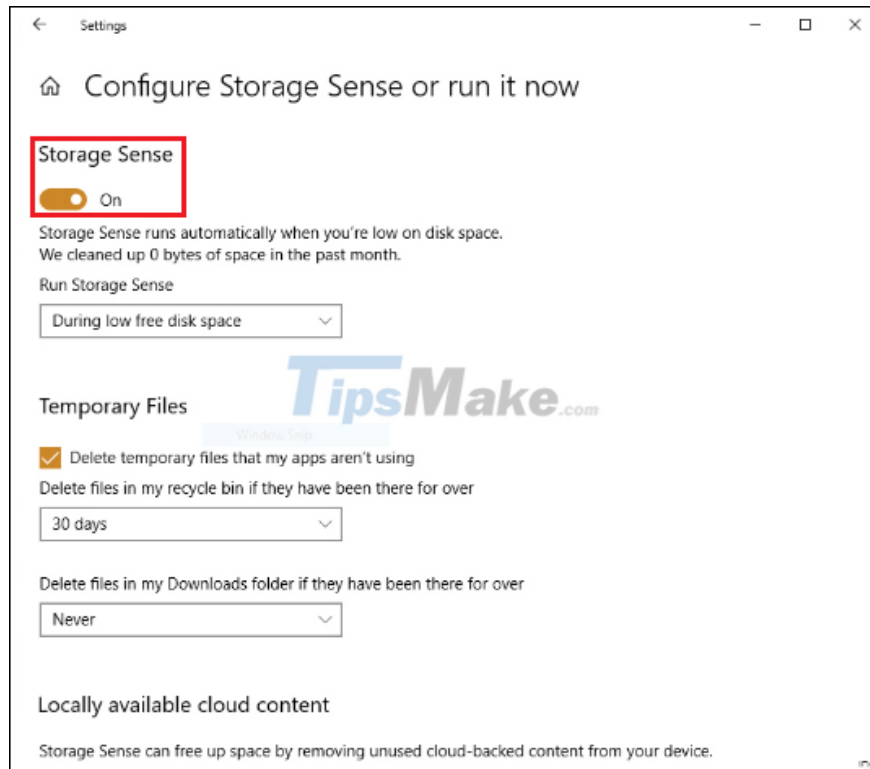 Settings
Configure Storage Sense or run it now
Storage Sense
On
Storage Sense runs automatically when you're low on disk space.
We cleaned up 0 bytes of space in the past month.
Run Storage Sense
During low free disk space
TipsMake.com
Temporary Files
Window Snip
Delete temporary files that my apps aren't using
Delete files in my recycle bin if they have been there for over
30 days
Delete files in my Downloads folder if they have been there for over
Never
Locally available cloud content
Storage Sense can free up space by removing unused cloud-backed content from your device.